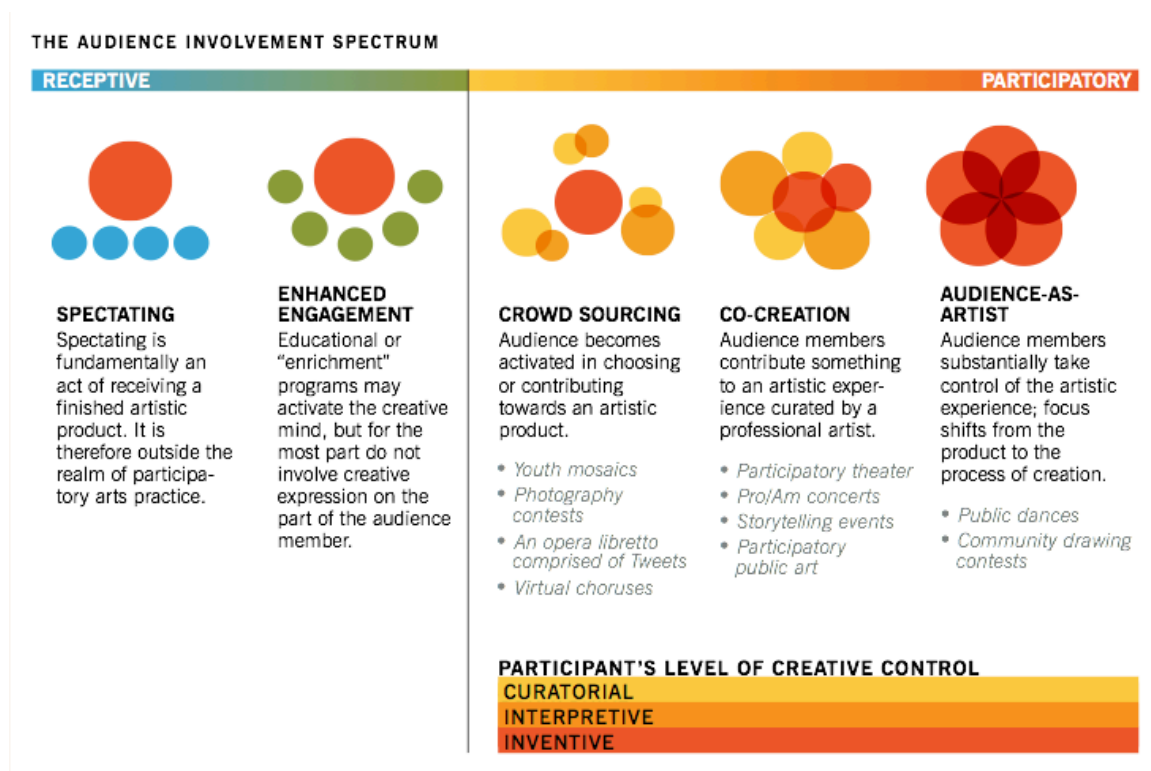 THE AUDIENCE INVOLVEMENT SPECTRUM
RECEPTIVE
PARTICIPATORY
SPECTATING
Spectating is
fundamentally an
act of receiving a
finished artistic
product. It is
therefore outside the
realm of participa-
tory arts practice.
ENHANCED
ENGAGEMENT
Educational or
“enrichment”
programs may
activate the creative
mind, but for the
most part do not
involve creative
expression on the
part of the audience
member.
CROWD SOURCING
Audience becomes
activated in choosing
or contributing
towards an artistic
product.
• Youth mosaics
• Photography
contests
• An opera libretto
comprised of Tweets
• Virtual choruses
CO-CREATION
Audience members
contribute something
to an artistic exper-
ience curated by a
professional artist.
• Participatory theater
• Pro/Am concerts
• Storytelling events
• Participatory
public art
AUDIENCE-AS-
ARTIST
Audience members
substantially take
control of the artistic
experience; focus
shifts from the
product to the
process of creation.
• Public dances
• Community drawing
contests
PARTICIPANT’S LEVEL OF CREATIVE CONTROL
CURATORIAL
INTERPRETIVE
INVENTIVE